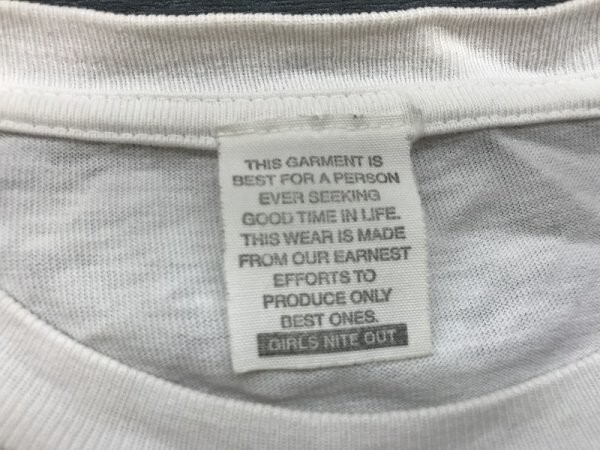 THIS GARMENT IS
BEST FOR A PERSON
EVER SEEKING
GOOD TIME IN LIFE.
THIS WEAR IS MADE
FROM OUR EARNEST
EFFORTS TO
PRODUCE ONLY
BEST ONES.
GIRLS NITE OUT